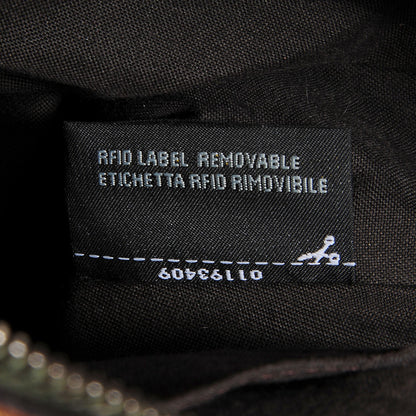 RFID LABEL REMOVABLE
ETICHETTA RFID RIMOVIBILE
01193409